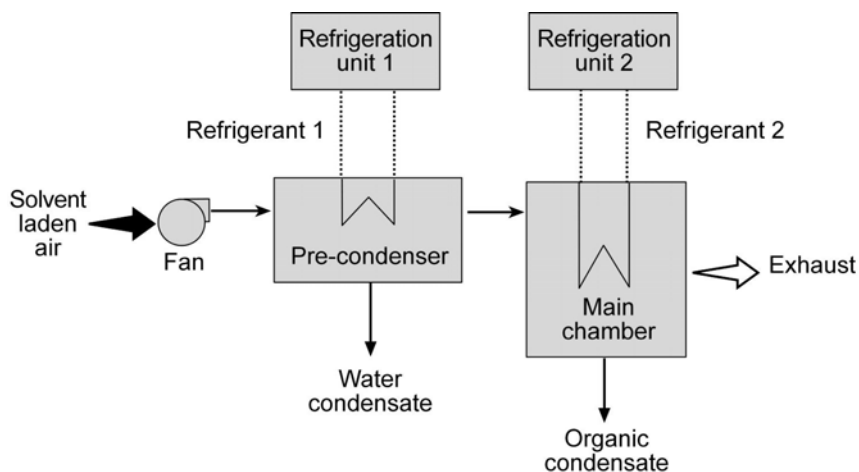 Refrigeration
unit 1
Refrigeration
unit 2
Refrigerant 1
Refrigerant 2
Solvent
laden
air
Fan
Pre-condenser
Main
chamber
Exhaust
Water
condensate
Organic
condensate